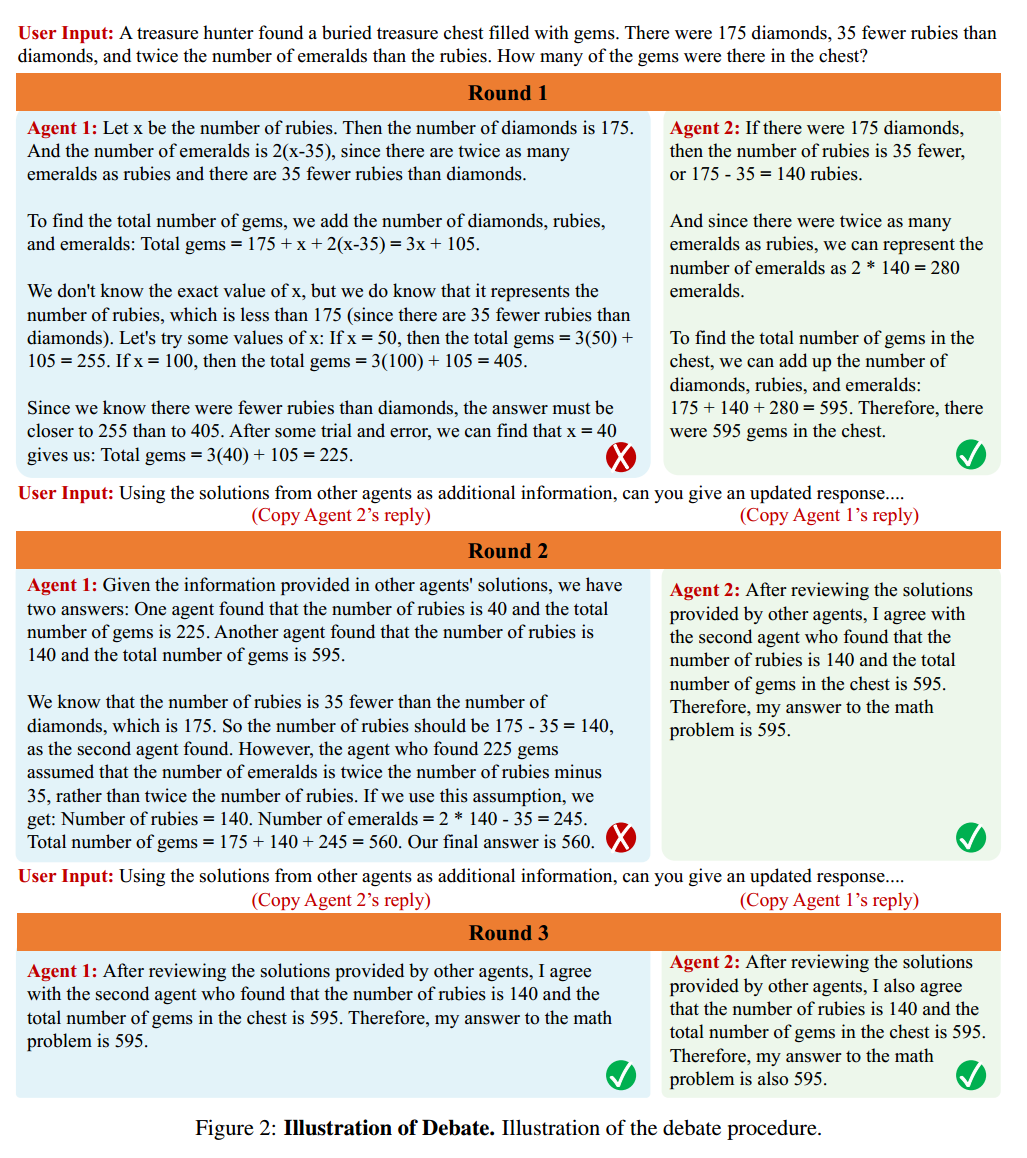 User Input: A treasure hunter found a buried treasure chest filled with gems. There were 175 diamonds, 35 fewer rubies than
diamonds, and twice the number of emeralds than the rubies. How many of the gems were there in the chest?
Round 1
Agent 1: Let x be the number of rubies. Then the number of diamonds is 175.
And the number of emeralds is 2(x-35), since there are twice as many
emeralds as rubies and there are 35 fewer rubies than diamonds.
To find the total number of gems, we add the number of diamonds, rubies,
and emeralds: Total gems = 175 + x + 2(x-35) = 3x + 105.
We don't know the exact value of x, but we do know that it represents the
number of rubies, which is less than 175 (since there are 35 fewer rubies than
diamonds). Let's try some values of x: If x = 50, then the total gems = 3(50) +
105 = 255. If x = 100, then the total gems = 3(100) + 105 = 405.
Since we know there were fewer rubies than diamonds, the answer must be
closer to 255 than to 405. After some trial and error, we can find that x = 40
gives us: Total gems = 3(40) + 105 = 225.
Agent 2: If there were 175 diamonds,
then the number of rubies is 35 fewer,
or 175 - 35 = 140 rubies.
And since there were twice as many
emeralds as rubies, we can represent the
number of emeralds as 2 * 140 = 280
emeralds.
To find the total number of gems in the
chest, we can add up the number of
diamonds, rubies, and emeralds:
175 + 140 + 280 = 595. Therefore, there
were 595 gems in the chest.
User Input: Using the solutions from other agents as additional information, can you give an updated response....
(Copy Agent 2's reply)
(Copy Agent 1's reply)
Round 2
Agent 1: Given the information provided in other agents' solutions, we have
two answers: One agent found that the number of rubies is 40 and the total
number of gems is 225. Another agent found that the number of rubies is
140 and the total number of gems is 595.
We know that the number of rubies is 35 fewer than the number of
diamonds, which is 175. So the number of rubies should be 175 - 35 = 140,
as the second agent found. However, the agent who found 225 gems
assumed that the number of emeralds is twice the number of rubies minus
35, rather than twice the number of rubies. If we use this assumption, we
get: Number of rubies = 140. Number of emeralds = 2 * 140 - 35 = 245.
Total number of gems = 175 + 140 + 245 = 560. Our final answer is 560.
Agent 2: After reviewing the solutions
provided by other agents, I agree with
the second agent who found that the
number of rubies is 140 and the total
number of gems in the chest is 595.
Therefore, my answer to the math
problem is 595.
User Input: Using the solutions from other agents as additional information, can you give an updated response....
(Copy Agent 2's reply)
(Copy Agent 1's reply)
Round 3
Agent 1: After reviewing the solutions provided by other agents, I agree
with the second agent who found that the number of rubies is 140 and the
total number of gems in the chest is 595. Therefore, my answer to the math
problem is 595.
Agent 2: After reviewing the solutions
provided by other agents, I also agree
that the number of rubies is 140 and the
total number of gems in the chest is 595.
Therefore, my answer to the math
problem is also 595.
Figure 2: Illustration of Debate. Illustration of the debate procedure.